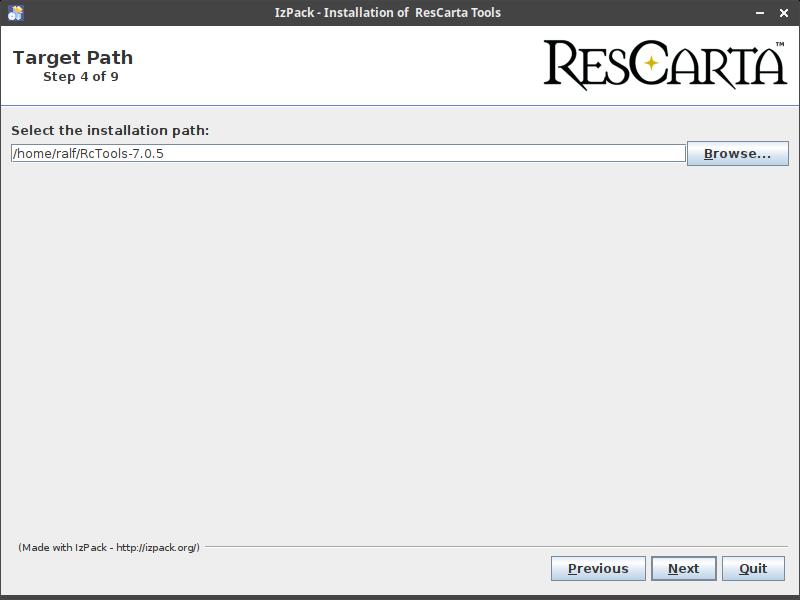 IzPack - Installation of  ResCarta Tools
Target Path
Step 4 of 9
RESCARTA™
Select the installation path:
/home/ralf/RcTools-7.0.5
Browse...
(Made with IzPack - http://izpack.org/)
Previous
Next
Quit